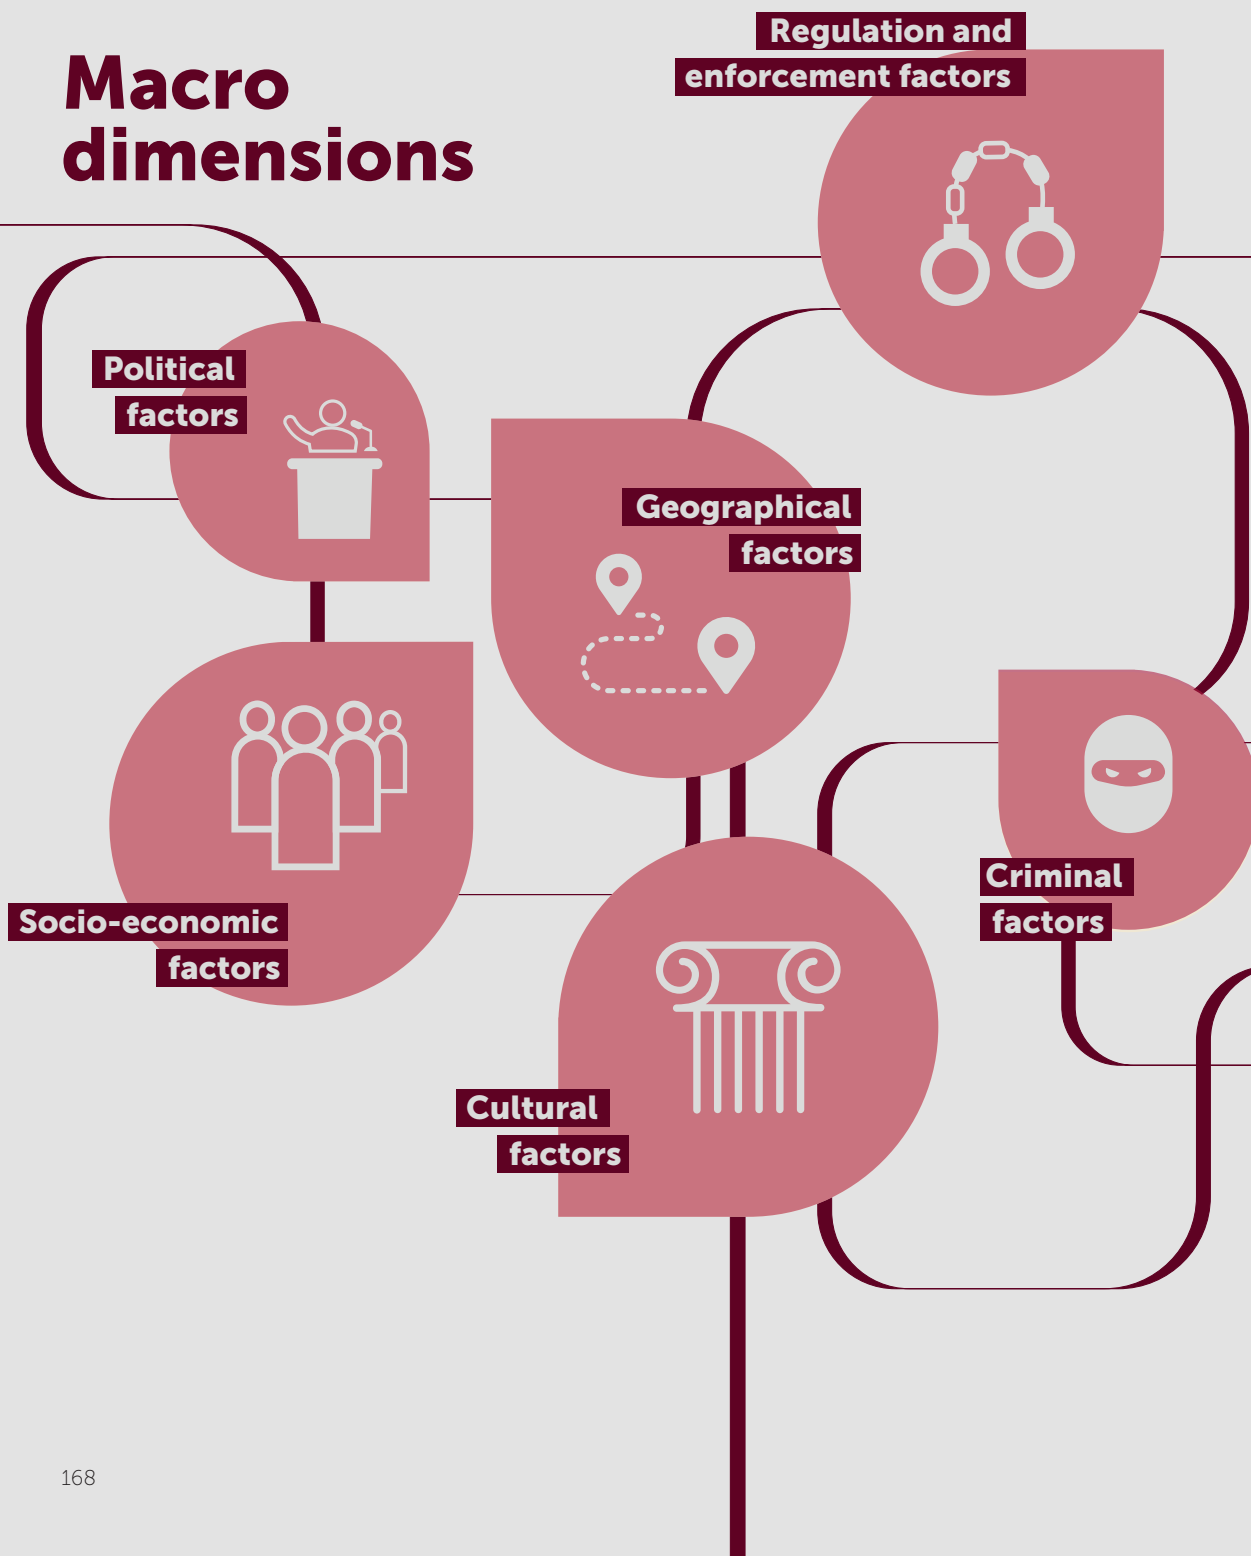 Macro
dimensions
Regulation and
enforcement factors
Political
factors
Geographical
factors
Socio-economic
factors
Criminal
factors
Cultural
factors
168